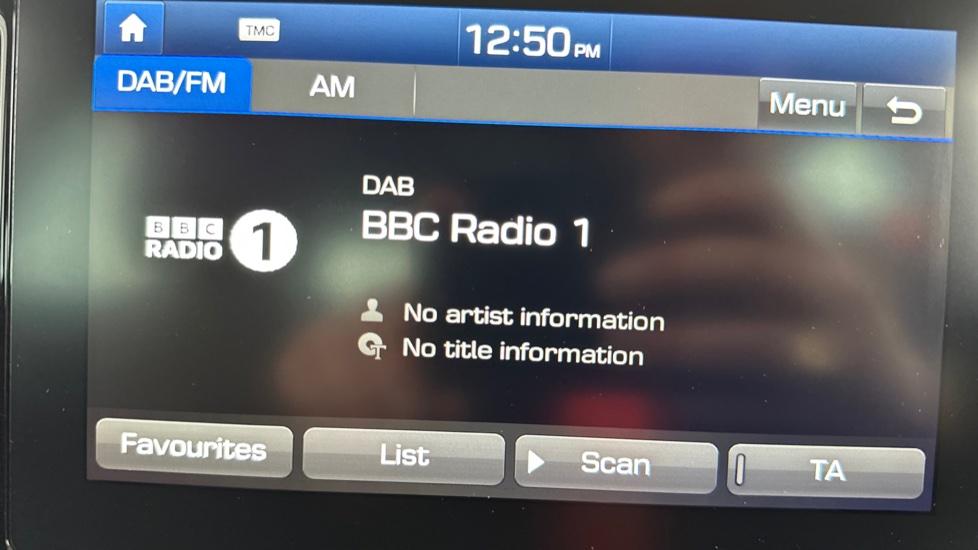 TMC
12:50 PM
DAB/FM AM Menu
DAB
BBC RADIO 1
BBC Radio 1
No artist information
No title information
Favourites List Scan TA